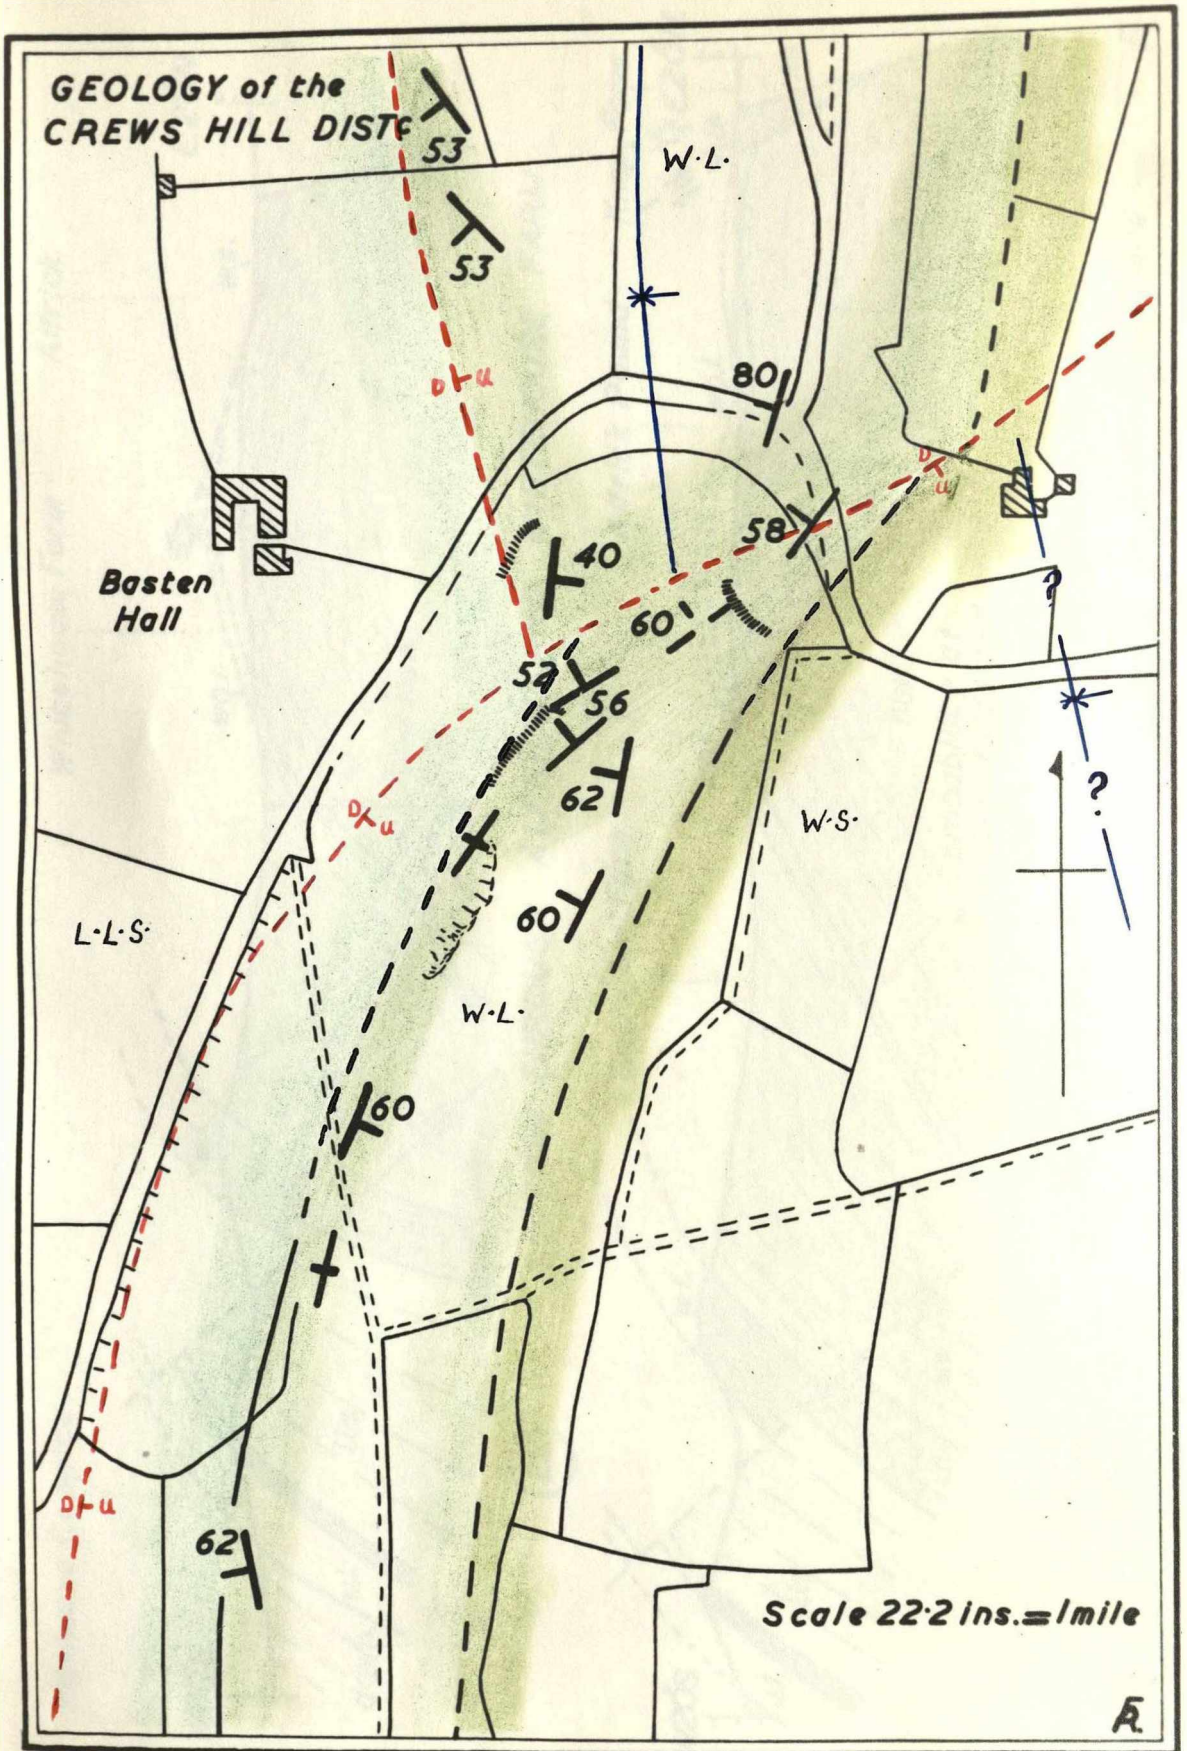 GEOLOGY of the
CREWS HILL DISTC
53
W.L.
53
D U
80
D
U
58
40
60
?
Basten
Hall
52
56
62
?
D U
W.S.
60
L.L.S.
W.L.
60
D U
62
Scale 22.2 ins.=1mile